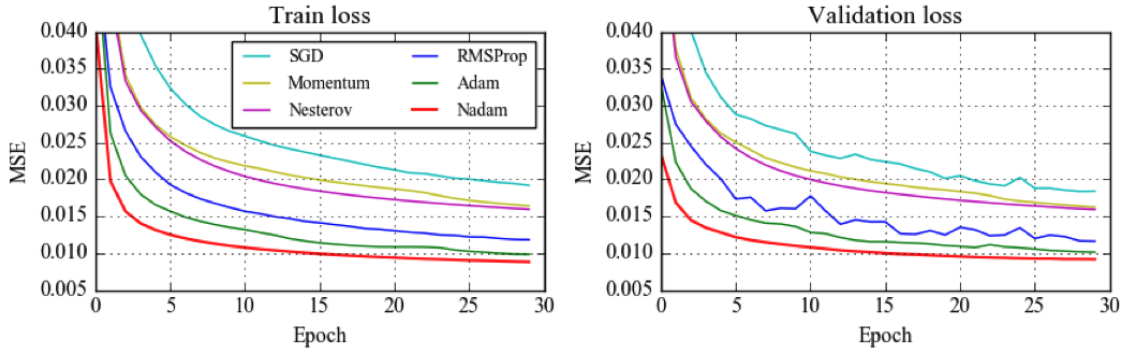 Train loss
0.040
0.035
0.030
0.025
0.020
0.015
0.010
0.005
MSE
SGD
Momentum
Nesterov
RMSProp
Adam
Nadam
0 5 10 15 20 25 30
Epoch
Validation loss
0.040
0.035
0.030
0.025
0.020
0.015
0.010
0.005
MSE
0 5 10 15 20 25 30
Epoch